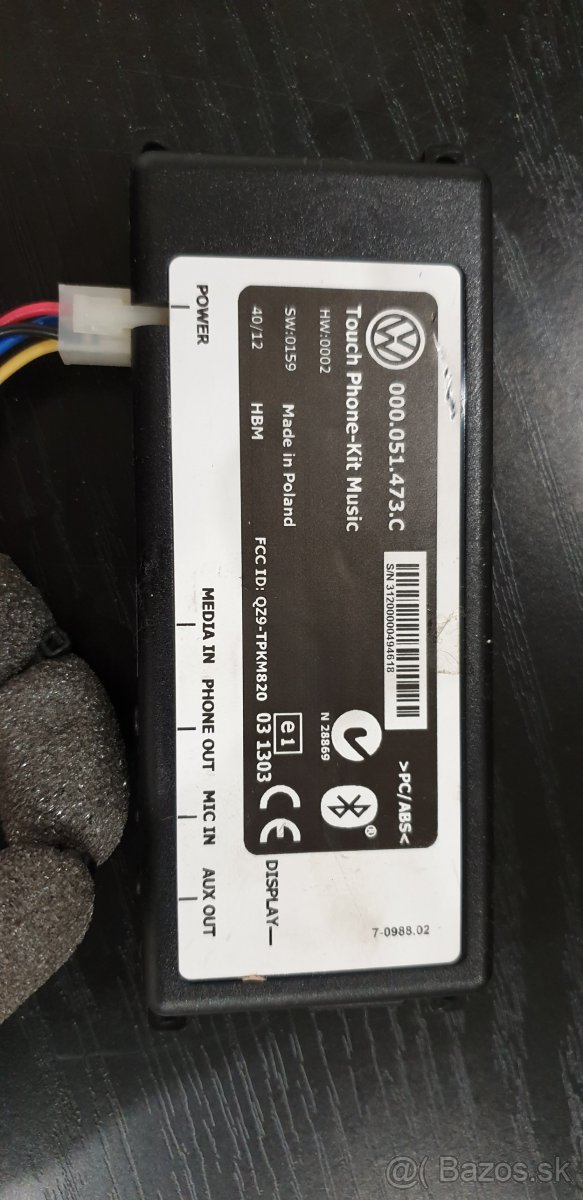 000.051.473.C
Touch Phone-Kit Music
HW:0002
SW:0159 Made in Poland
40/12 HBM
S/N 31200000494618
>PC/ABS<
N 28869
e1
FCC ID: QZ9-TPKM820 03 1303 CE
DISPLAY
7-0988.02
POWER
MEDIA IN
PHONE OUT
MIC IN
AUX OUT
@( Bazos.sk